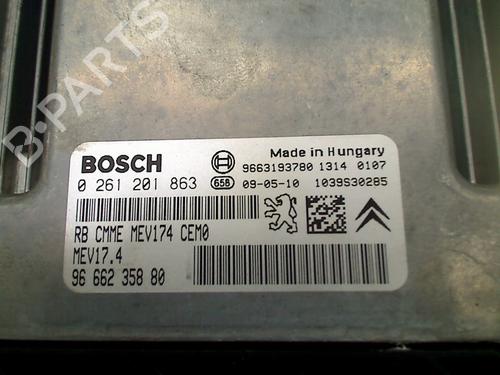 B-PARTS
BOSCH
Made in Hungary
9663193780 1314 0107
0 261 201 863
658
09-05-10
1039S30285
RB CMME MEV174 CEM0
MEV17.4
96 662 358 80